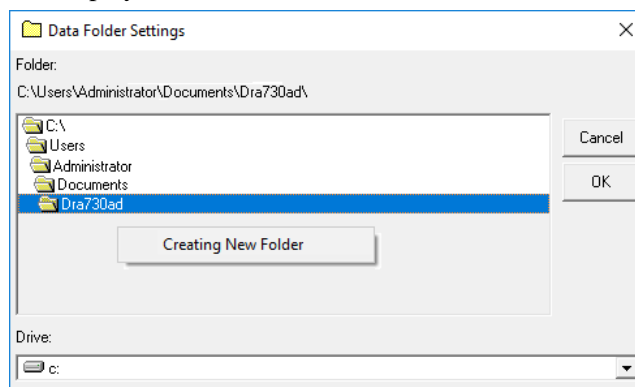 Data Folder Settings
Folder:
C:\Users\Administrator\Documents\Dra730ad\
C:\
Users
Administrator
Documents
Dra730ad
Creating New Folder
Cancel
OK
Drive:
c: